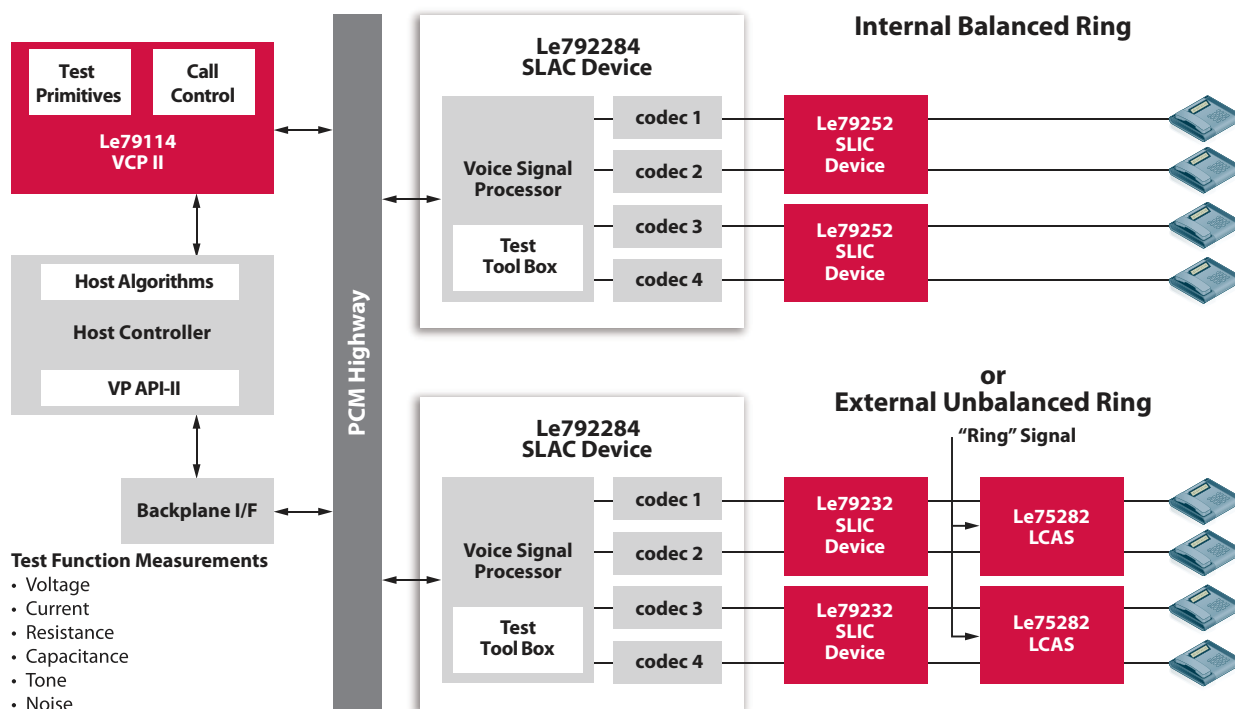 Test
Primitives
Call
Control
Le79114
VCP II
Host Algorithms
Host Controller
VP API-II
Backplane I/F
Test Function Measurements
• Voltage
• Current
• Resistance
• Capacitance
• Tone
• Noise
PCM Highway
Le792284
SLAC Device
Voice Signal
Processor
Test
Tool Box
codec 1
codec 2
codec 3
codec 4
Internal Balanced Ring
Le79252
SLIC
Device
Le79252
SLIC
Device
or
External Unbalanced Ring
“Ring” Signal
Le792284
SLAC Device
Voice Signal
Processor
Test
Tool Box
codec 1
codec 2
codec 3
codec 4
Le79232
SLIC
Device
Le79232
SLIC
Device
Le75282
LCAS
Le75282
LCAS